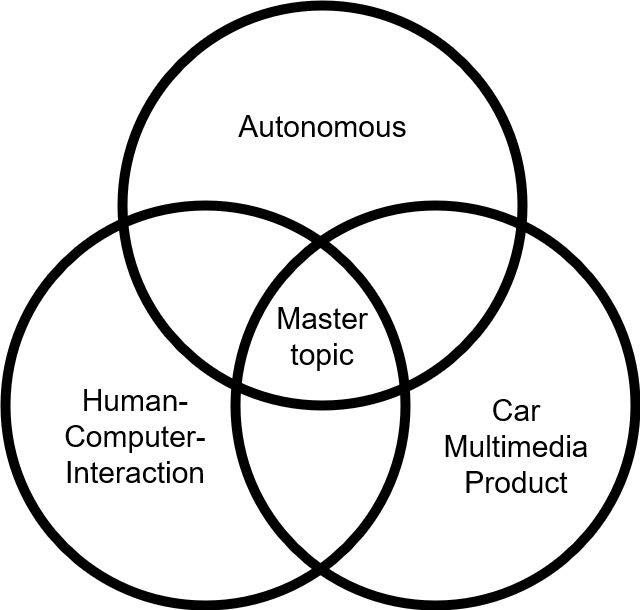 Autonomous
Master
topic
Human-
Computer-
Interaction
Car
Multimedia
Product